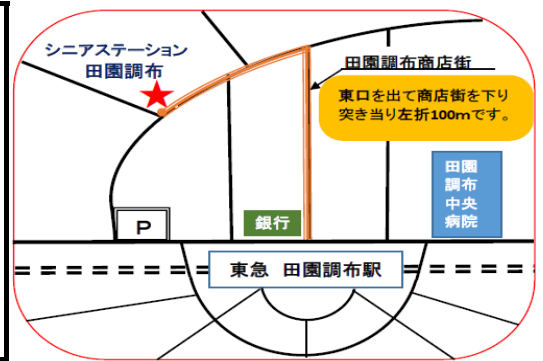 シニアステーション
田園調布
田園調布商店街
東口を出て商店街を下り
突き当り左折100mです。
田園
調布
中央
病院
P
銀行
東急 田園調布駅